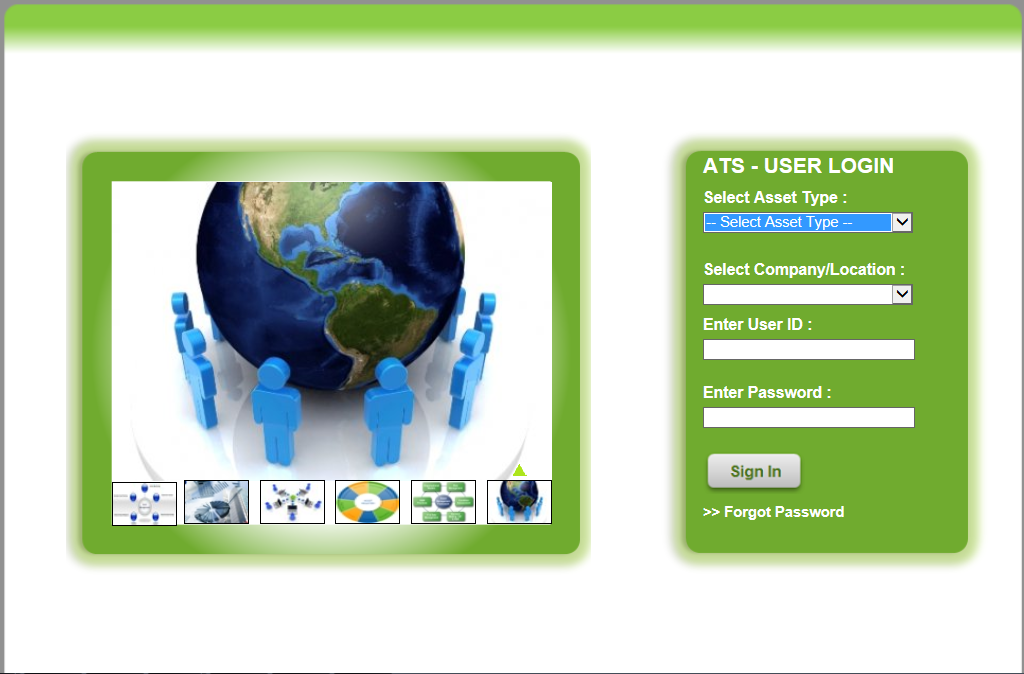 ATS - USER LOGIN
Select Asset Type :
-- Select Asset Type --
Select Company/Location :
Enter User ID :
Enter Password :
Sign In
>> Forgot Password